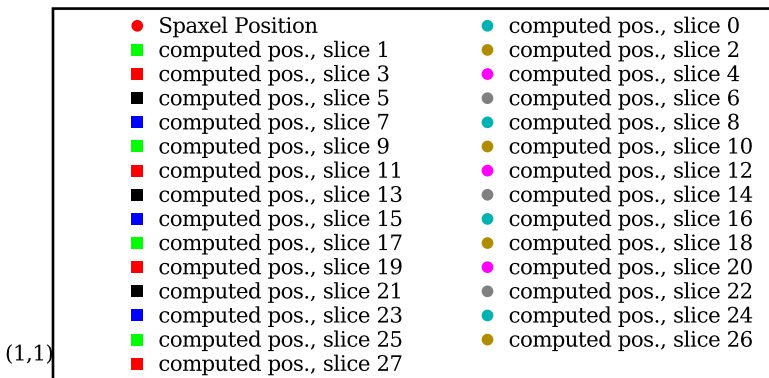 Spaxel Position
computed pos., slice 1
computed pos., slice 3
computed pos., slice 5
computed pos., slice 7
computed pos., slice 9
computed pos., slice 11
computed pos., slice 13
computed pos., slice 15
computed pos., slice 17
computed pos., slice 19
computed pos., slice 21
computed pos., slice 23
computed pos., slice 25
computed pos., slice 27
computed pos., slice 0
computed pos., slice 2
computed pos., slice 4
computed pos., slice 6
computed pos., slice 8
computed pos., slice 10
computed pos., slice 12
computed pos., slice 14
computed pos., slice 16
computed pos., slice 18
computed pos., slice 20
computed pos., slice 22
computed pos., slice 24
computed pos., slice 26
(1,1)